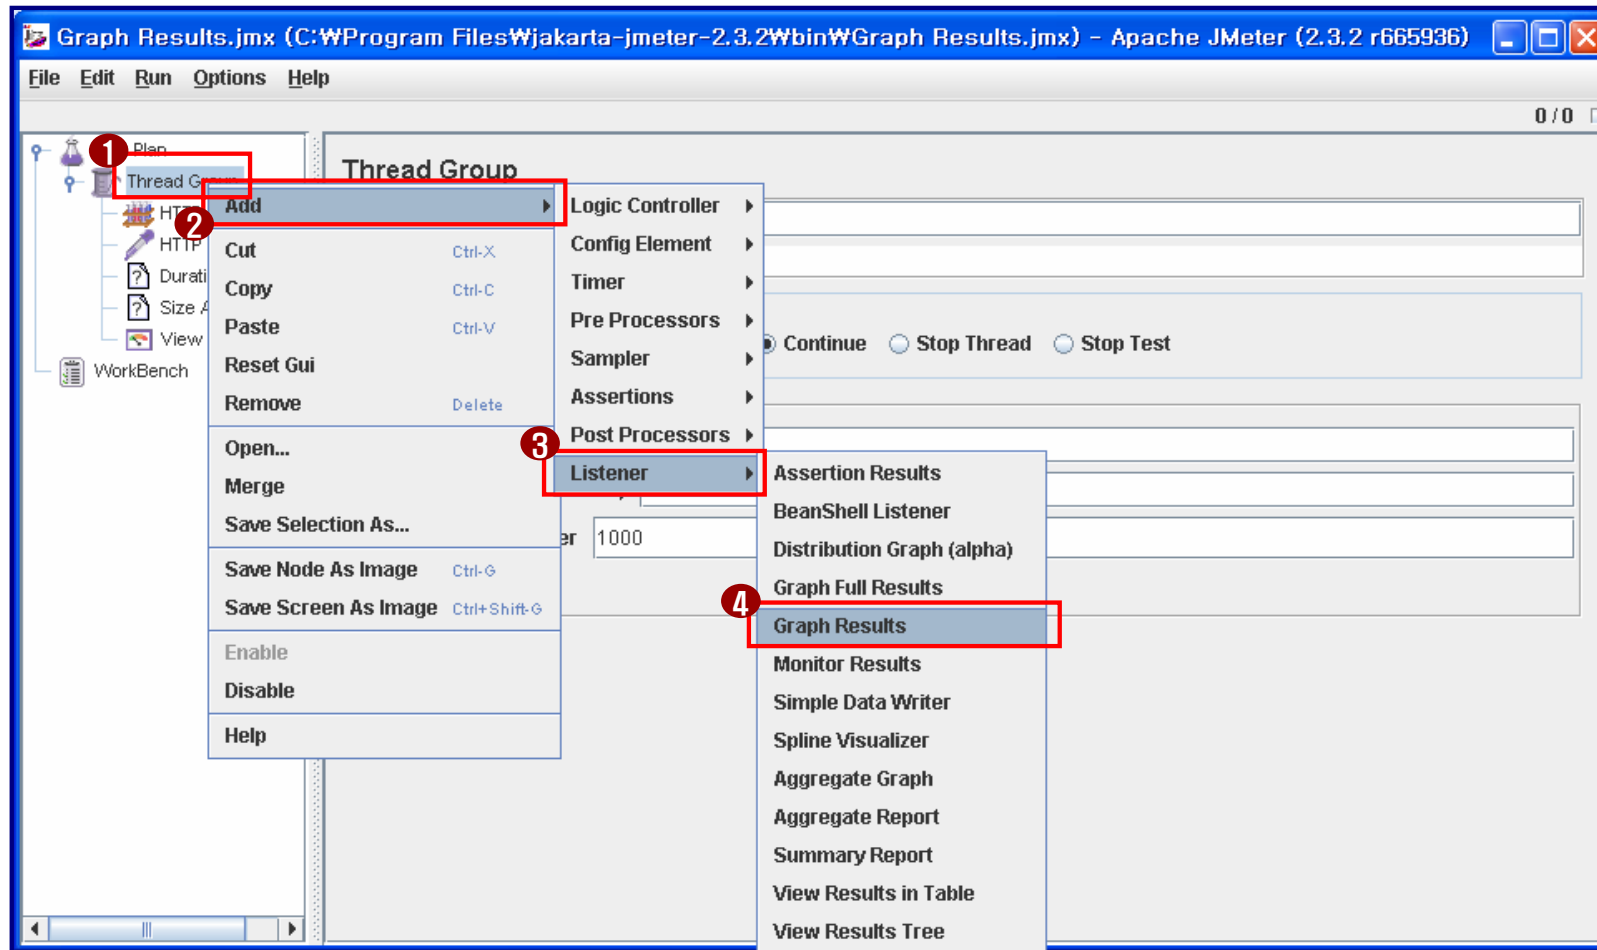 Graph Results.jmx (C:₩Program Files₩jakarta-jmeter-2.3.2₩bin₩Graph Results.jmx) - Apache JMeter (2.3.2 r665936)
File Edit Run Options Help
0 / 0
1
Plan
Thread Group
HTTP
HTTP
Durati
Size A
View
WorkBench
Thread Group
2
Add
Cut Ctrl-X
Copy Ctrl-C
Paste Ctrl-V
Reset Gui
Remove Delete
Open...
Merge
Save Selection As...
Save Node As Image Ctrl-G
Save Screen As Image Ctrl+Shift-G
Enable
Disable
Help
Logic Controller
Config Element
Timer
Pre Processors
Sampler
Assertions
Post Processors
3
Listener
Continue Stop Thread Stop Test
er 1000
Assertion Results
BeanShell Listener
Distribution Graph (alpha)
Graph Full Results
4
Graph Results
Monitor Results
Simple Data Writer
Spline Visualizer
Aggregate Graph
Aggregate Report
Summary Report
View Results in Table
View Results Tree